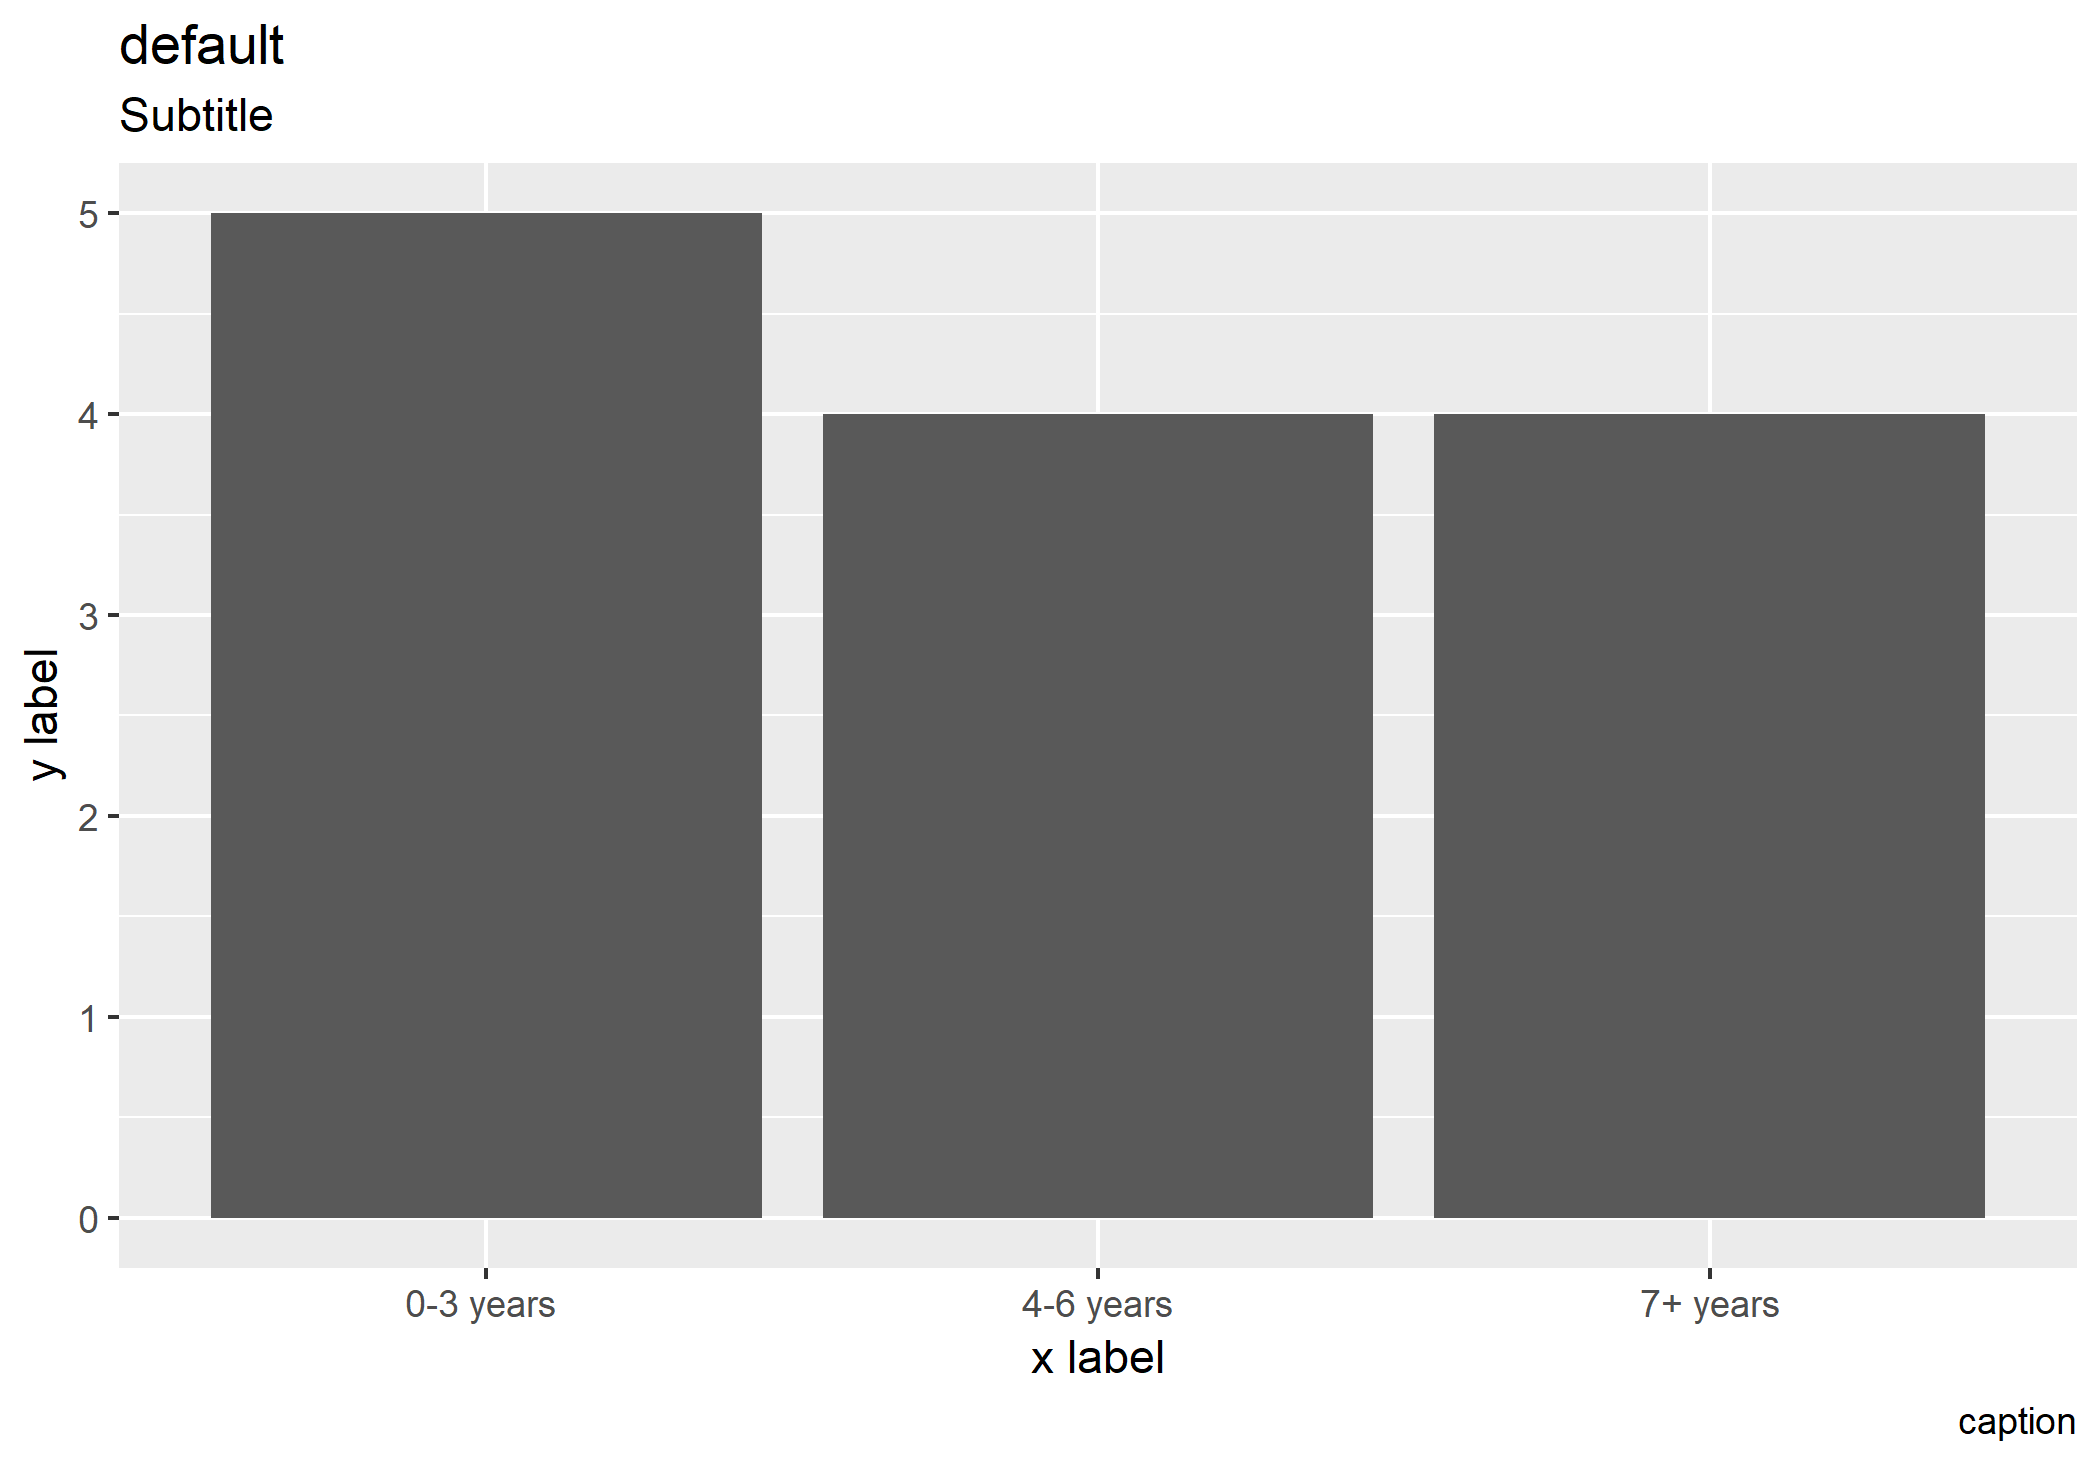 default
Subtitle
5
4
3
2
1
0
y label
0-3 years 4-6 years 7+ years
x label
caption